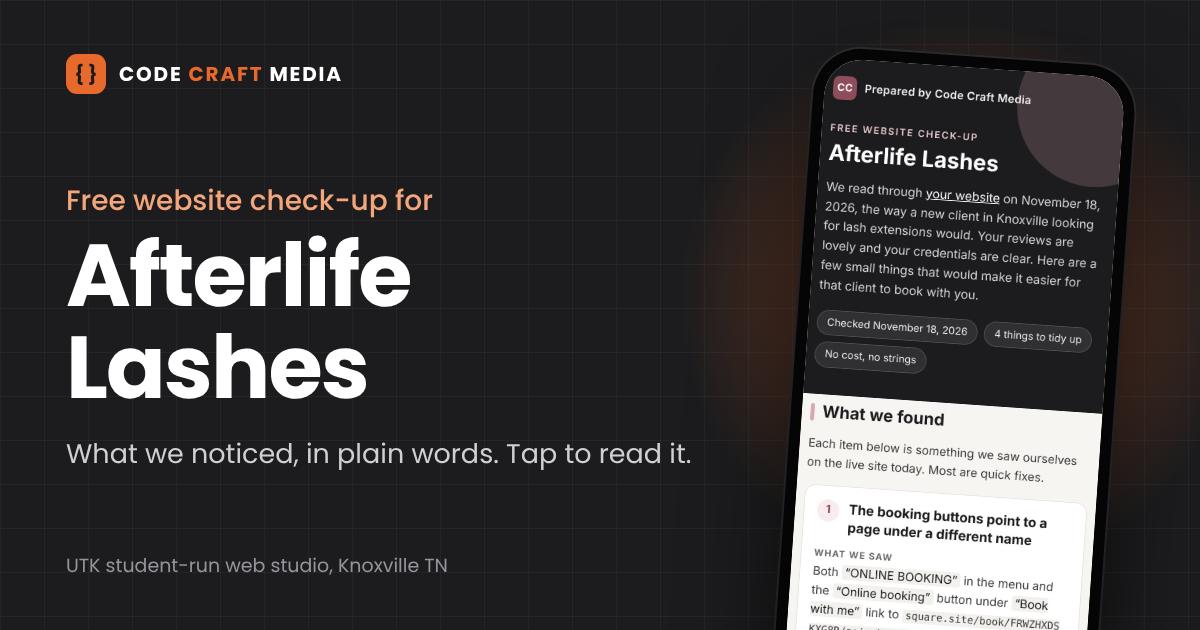 { } CODE CRAFT MEDIA
Free website check-up for
Afterlife
Lashes
What we noticed, in plain words. Tap to read it.
UTK student-run web studio, Knoxville TN
CC Prepared by Code Craft Media
FREE WEBSITE CHECK-UP
Afterlife Lashes
We read through your website on November 18,
2026, the way a new client in Knoxville looking
for lash extensions would. Your reviews are
lovely and your credentials are clear. Here are a
few small things that would make it easier for
that client to book with you.
Checked November 18, 2026
4 things to tidy up
No cost, no strings
What we found
Each item below is something we saw ourselves
on the live site today. Most are quick fixes.
1 The booking buttons point to a
page under a different name
WHAT WE SAW
Both “ONLINE BOOKING” in the menu and
the “Online booking” button under “Book
with me” link to square.site/book/FRWZHXDS